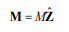 𝐌 = 𝑀𝐙̂